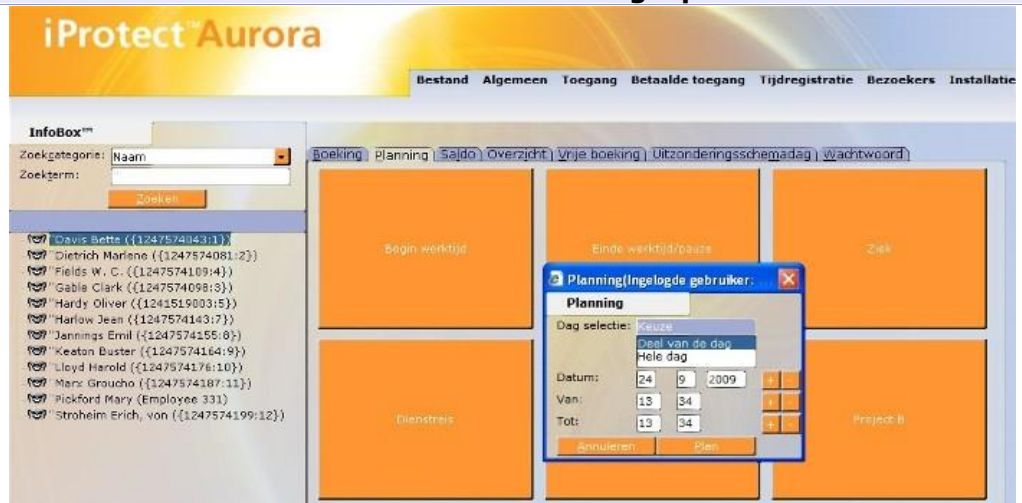 iProtect™Aurora
Bestand Algemeen Toegang Betaalde toegang Tijdregistratie Bezoekers Installatie
InfoBox™
Zoekcategorie: Naam
Zoekterm:
Zoeken
Davis Bette ({1247574043:1})
Dietrich Marlene ({1247574081:2})
Fields W. C. ({1247574109:4})
Gable Clark ({1247574098:3})
Hardy Oliver ({1241519003:5})
Harlow Jean ({1247574143:7})
Jannings Emil ({1247574155:8})
Keaton Buster ({1247574164:9})
Lloyd Harold ({1247574176:10})
Marx Groucho ({1247574187:11})
Pickford Mary (Employee 331)
Stroheim Erich, von ({1247574199:12})
Boeking Planning Saldo Overzicht Vrije boeking Uitzonderingsschemadag Wachtwoord
Begin werktijd
Einde werktijd/pauze
Ziek
Dienstreis
Project B
Planning(Ingelogde gebruiker:
Planning
Dag selectie: Keuze
Deel van de dag
Hele dag
Datum: 24 9 2009 + -
Van: 13 34 + -
Tot: 13 34 + -
Annuleren Plan